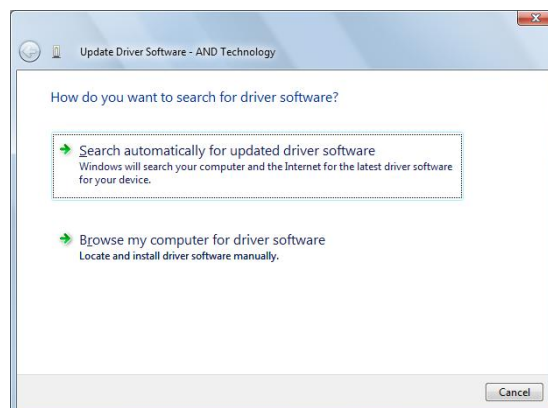 Update Driver Software - AND Technology
How do you want to search for driver software?
Search automatically for updated driver software
Windows will search your computer and the Internet for the latest driver software
for your device.
Browse my computer for driver software
Locate and install driver software manually.
Cancel